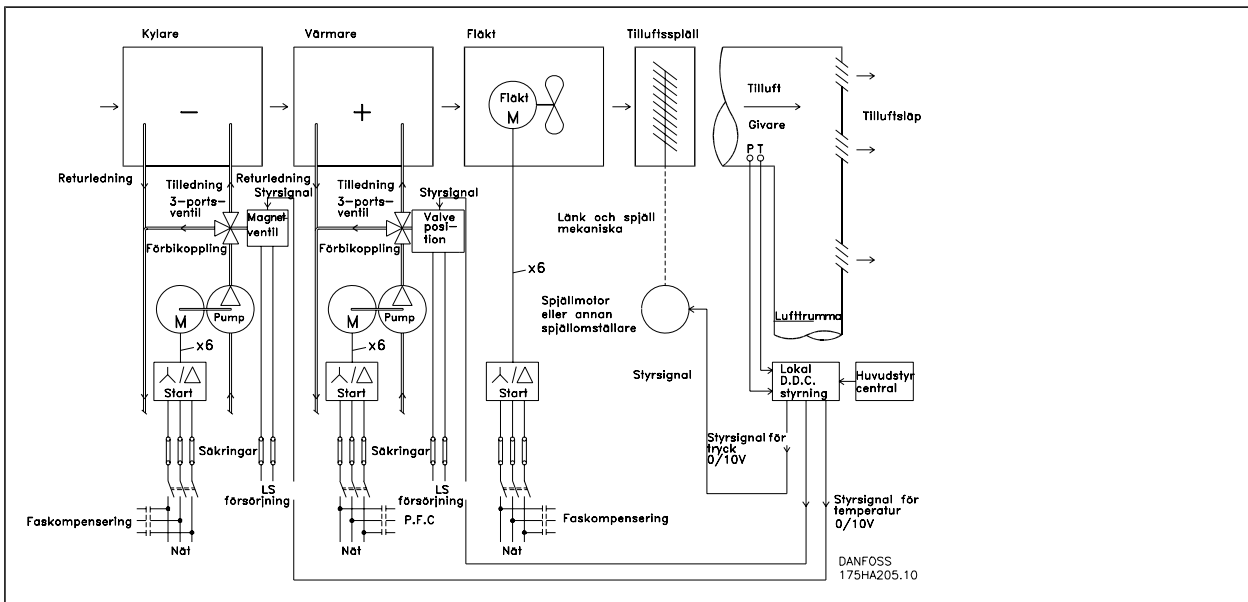 Kylare
Värmare
Fläkt
Tilluftsspläll
−
+
Fläkt
M
Tilluft
Givare
P T
Tilluftsläp
Returledning
Tilledning
3-ports-
ventil
Förbikoppling
Returledning
Styrsignal
Magnet-
ventil
Tilledning
3-ports-
ventil
Förbikoppling
Styrsignal
Valve
posi-
tion
Länk och spjäll
mekaniska
x6
M
Pump
x6
M
Pump
x6
Spjällmotor
eller annan
spjällomställare
Lufttrumma
Styrsignal
Start
Start
Start
Lokal
D.D.C.
styrning
Huvudstyr
central
Säkringar
Säkringar
Styrsignal för
tryck
0/10V
LS
försörjning
LS
försörjning
Faskompensering
P.F.C
Faskompensering
Styrsignal för
temperatur
0/10V
Nät
Nät
Nät
DANFOSS
175HA205.10